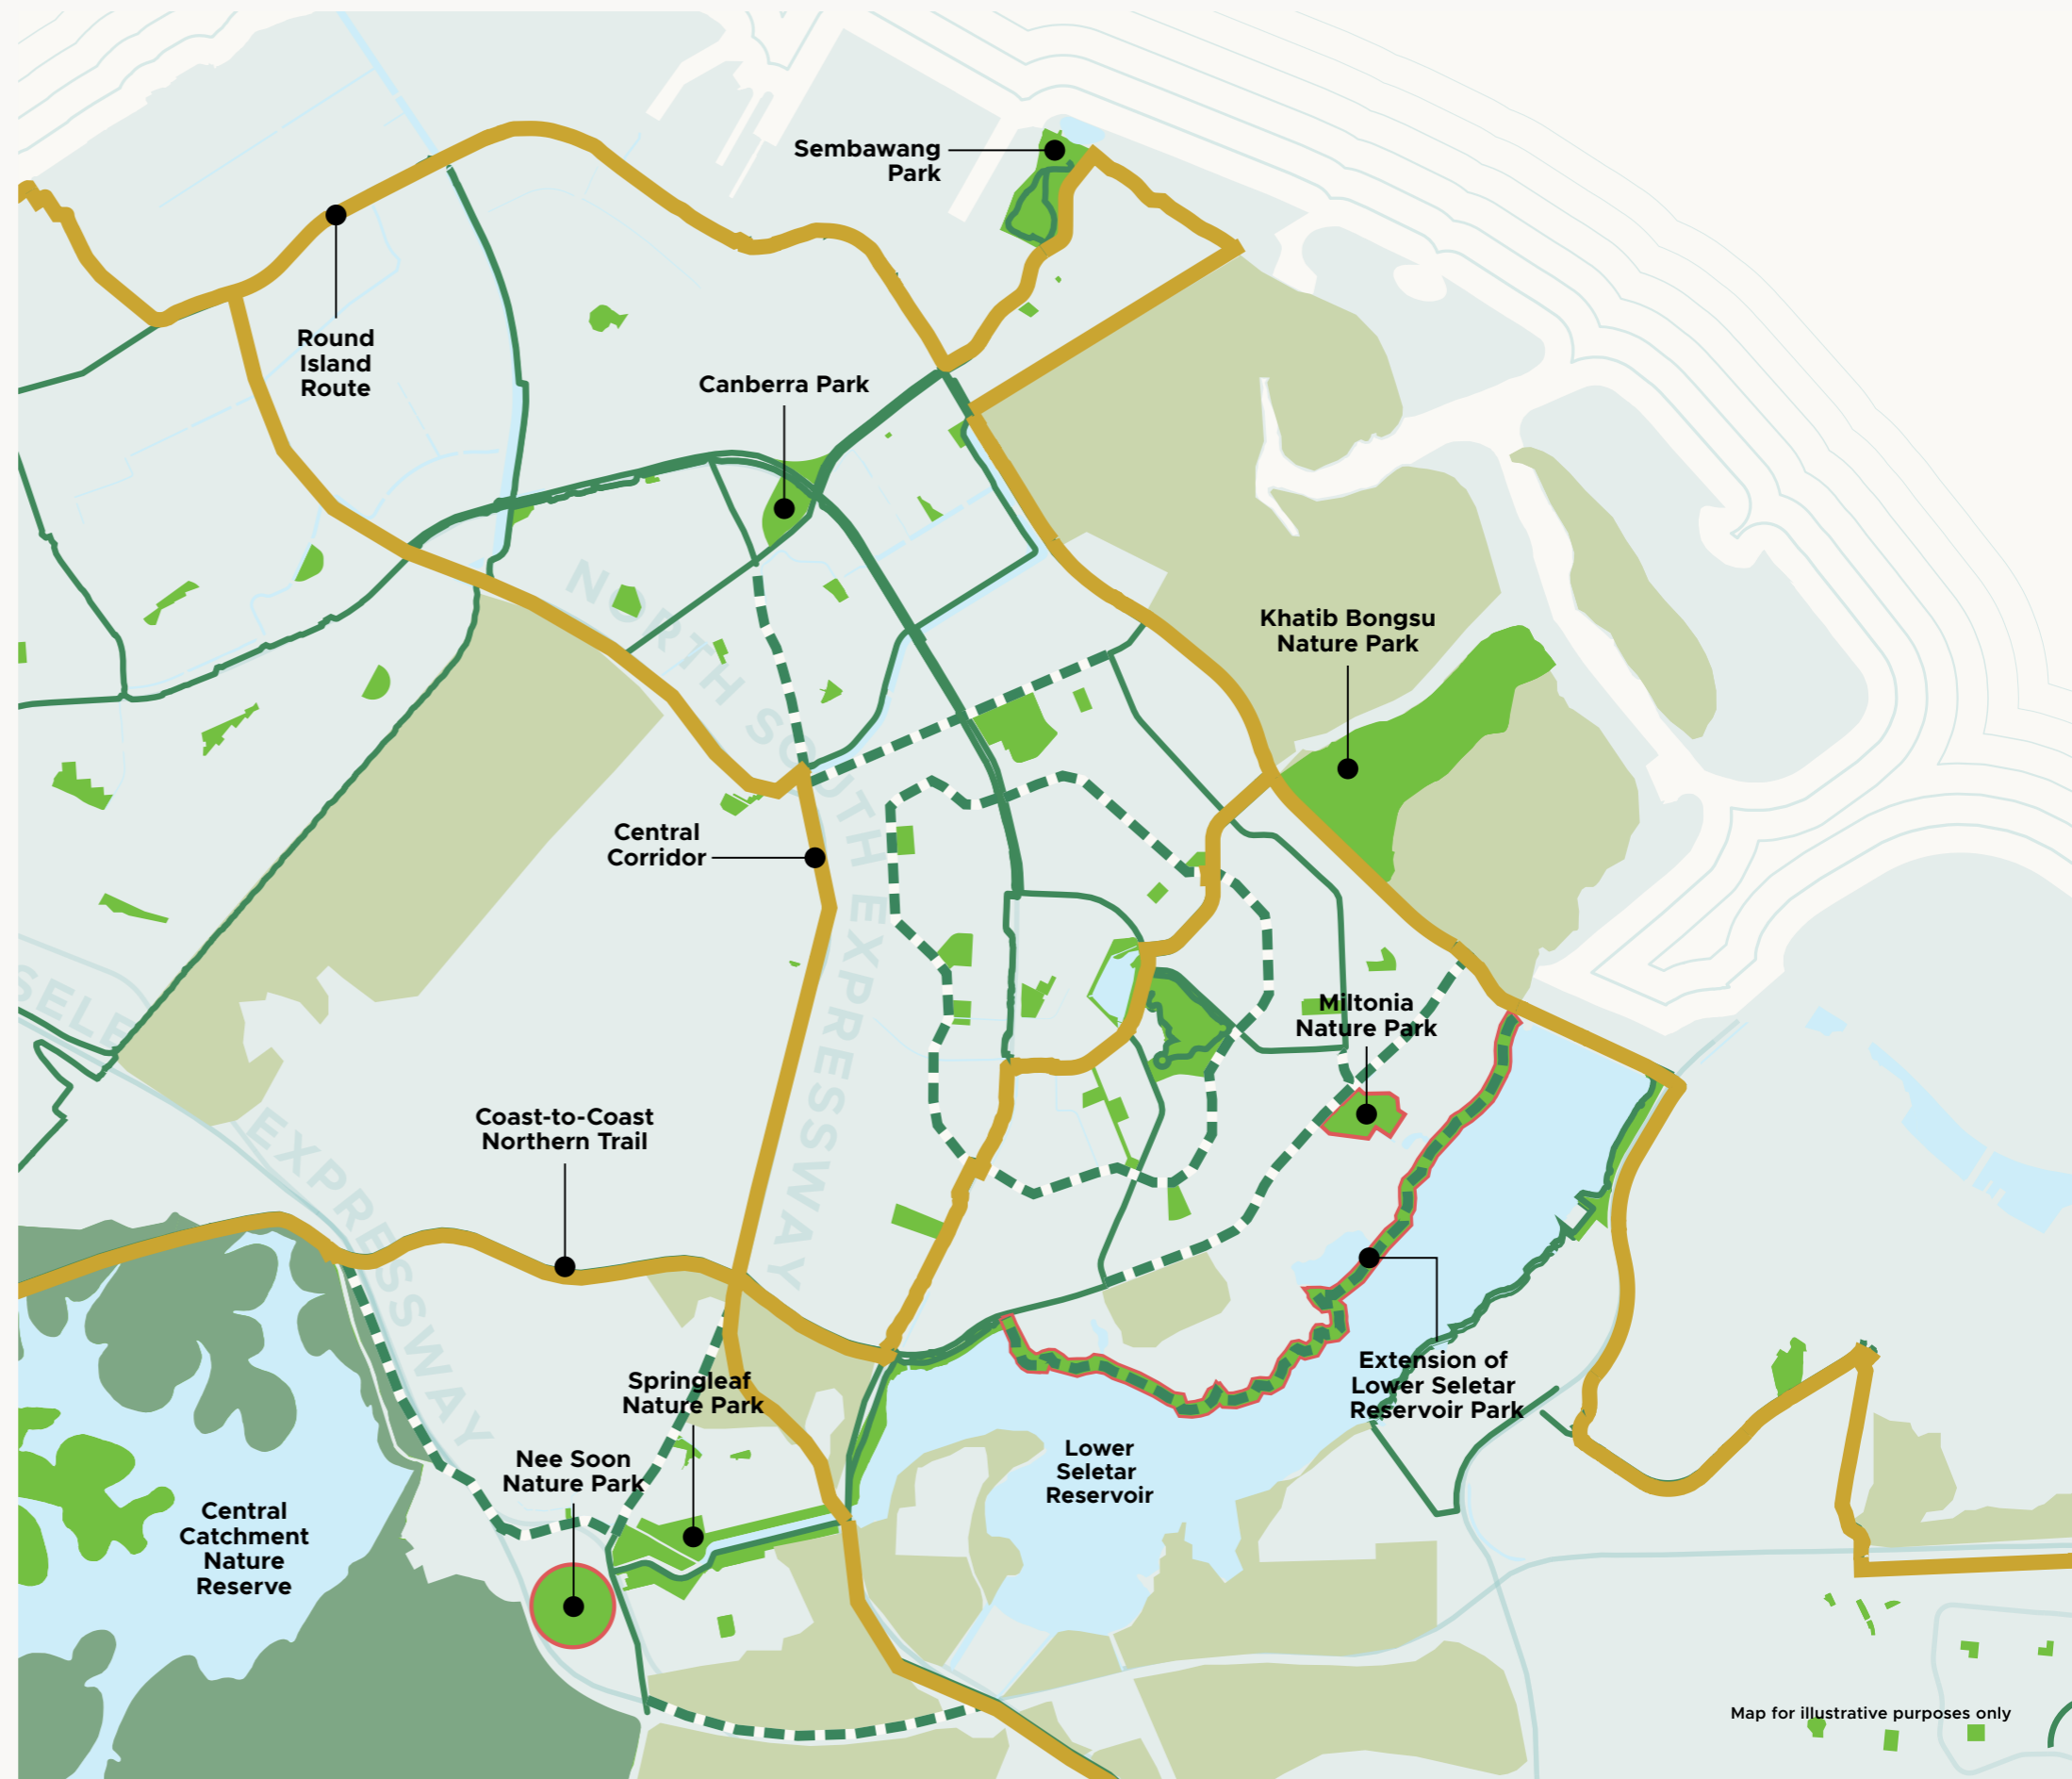 Sembawang
Park
Round
Island
Route
Canberra Park
NORTH SOUTH EXPRESSWAY
Khatib Bongsu
Nature Park
Central
Corridor
Miltonia
Nature Park
SELE
EXPRESSWAY
Coast-to-Coast
Northern Trail
Extension of
Lower Seletar
Reservoir Park
Springleaf
Nature Park
Nee Soon
Nature Park
Lower
Seletar
Reservoir
Central
Catchment
Nature
Reserve
Map for illustrative purposes only